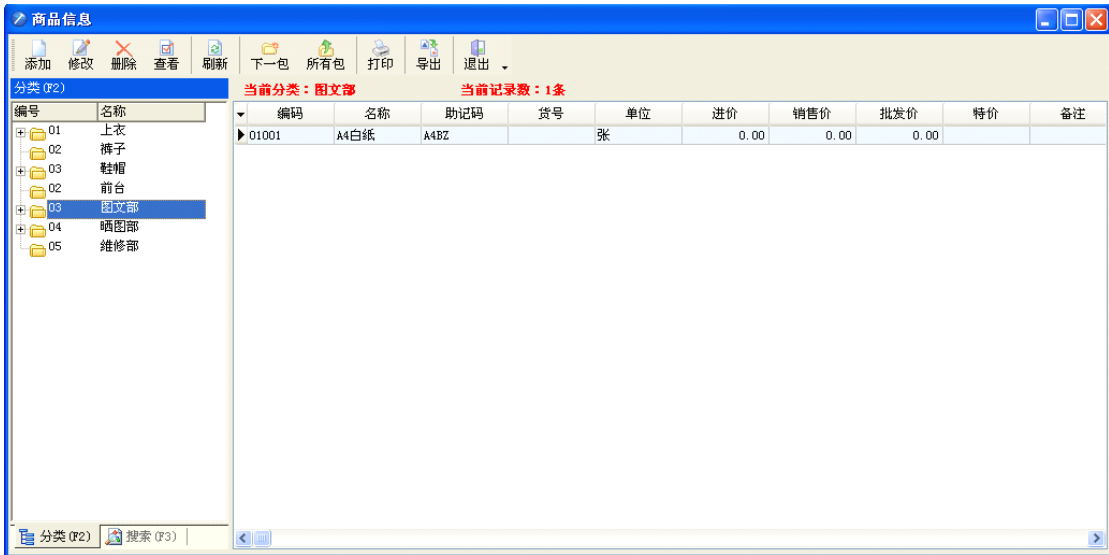 商品信息
添加 修改 删除 查看 刷新 下一包 所有包 打印 导出 退出
分类(F2) 当前分类：图文部 当前记录数：1条
编号 名称 编码 名称 助记码 货号 单位 进价 销售价 批发价 特价 备注
01 上衣 01001 A4白纸 A4BZ 张 0.00 0.00 0.00
02 裤子
03 鞋帽
02 前台
03 图文部
04 晒图部
05 维修部
分类(F2) 搜索(F3)